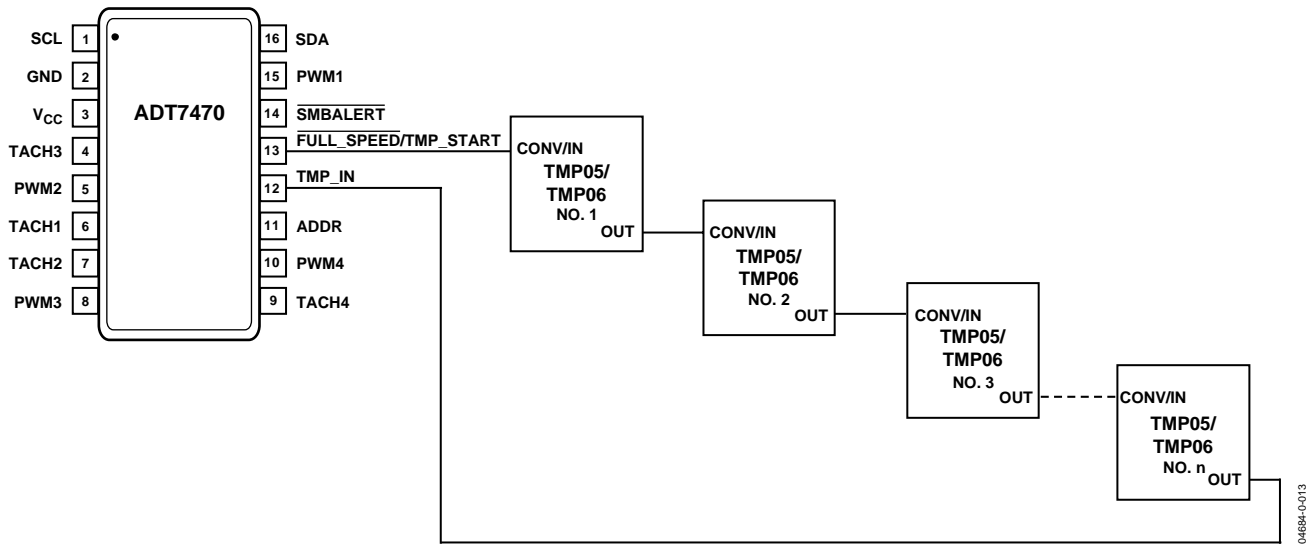 SCL 1
GND 2
VCC 3
TACH3 4
PWM2 5
TACH1 6
TACH2 7
PWM3 8
ADT7470
16 SDA
15 PWM1
14 SMBALERT
13 FULL_SPEED/TMP_START
12 TMP_IN
11 ADDR
10 PWM4
9 TACH4
CONV/IN
TMP05/
TMP06
NO. 1
OUT
CONV/IN
TMP05/
TMP06
NO. 2
OUT
CONV/IN
TMP05/
TMP06
NO. 3
OUT
CONV/IN
TMP05/
TMP06
NO. n
OUT
04684-0-013